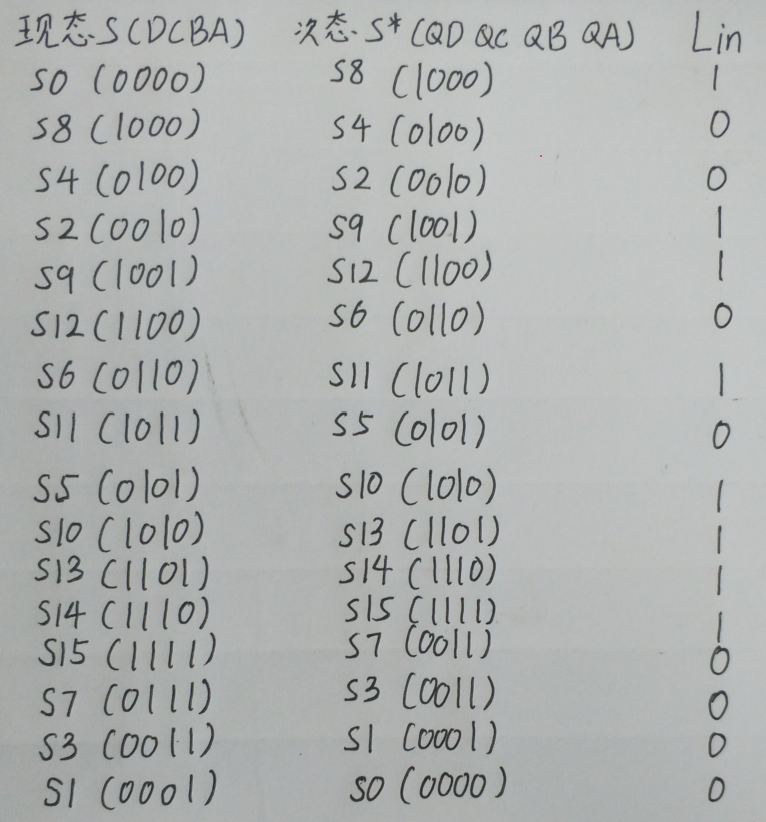 现态S(DCBA) 次态S*(QD QC QB QA) Lin
S0 (0000) S8 (1000) 1
S8 (1000) S4 (0100) 0
S4 (0100) S2 (0010) 0
S2 (0010) S9 (1001) 1
S9 (1001) S12 (1100) 1
S12 (1100) S6 (0110) 0
S6 (0110) S11 (1011) 1
S11 (1011) S5 (0101) 0
S5 (0101) S10 (1010) 1
S10 (1010) S13 (1101) 1
S13 (1101) S14 (1110) 1
S14 (1110) S15 (1111) 1
S15 (1111) S7 (0011) 0
S7 (0111) S3 (0011) 0
S3 (0011) S1 (0001) 0
S1 (0001) S0 (0000) 0